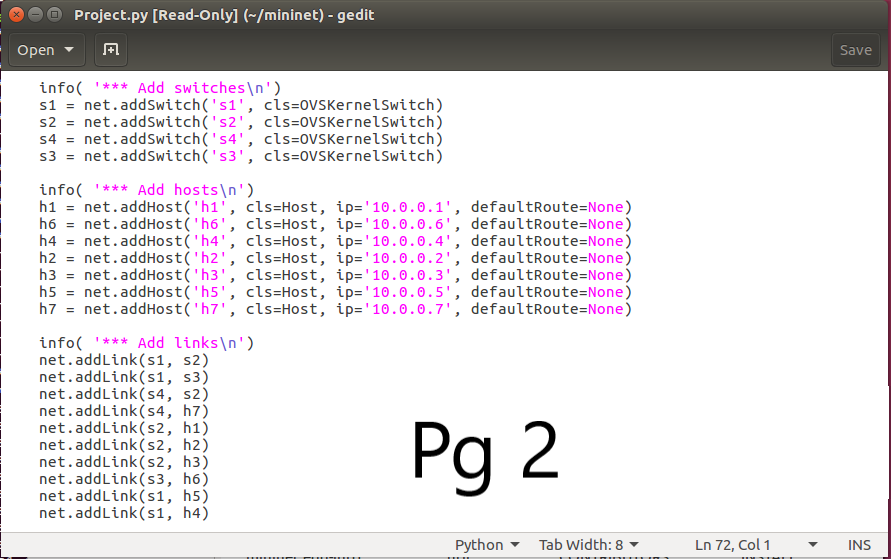 Project.py [Read-Only] (~/mininet) - gedit
Open
Save
info( '*** Add switches\n')
s1 = net.addSwitch('s1', cls=OVSKernelSwitch)
s2 = net.addSwitch('s2', cls=OVSKernelSwitch)
s4 = net.addSwitch('s4', cls=OVSKernelSwitch)
s3 = net.addSwitch('s3', cls=OVSKernelSwitch)
info( '*** Add hosts\n')
h1 = net.addHost('h1', cls=Host, ip='10.0.0.1', defaultRoute=None)
h6 = net.addHost('h6', cls=Host, ip='10.0.0.6', defaultRoute=None)
h4 = net.addHost('h4', cls=Host, ip='10.0.0.4', defaultRoute=None)
h2 = net.addHost('h2', cls=Host, ip='10.0.0.2', defaultRoute=None)
h3 = net.addHost('h3', cls=Host, ip='10.0.0.3', defaultRoute=None)
h5 = net.addHost('h5', cls=Host, ip='10.0.0.5', defaultRoute=None)
h7 = net.addHost('h7', cls=Host, ip='10.0.0.7', defaultRoute=None)
info( '*** Add links\n')
net.addLink(s1, s2)
net.addLink(s1, s3)
net.addLink(s4, s2)
net.addLink(s4, h7)
net.addLink(s2, h1)
net.addLink(s2, h2)
net.addLink(s2, h3)
net.addLink(s3, h6)
net.addLink(s1, h5)
net.addLink(s1, h4)
Pg 2
Python
Tab Width: 8
Ln 72, Col 1
INS